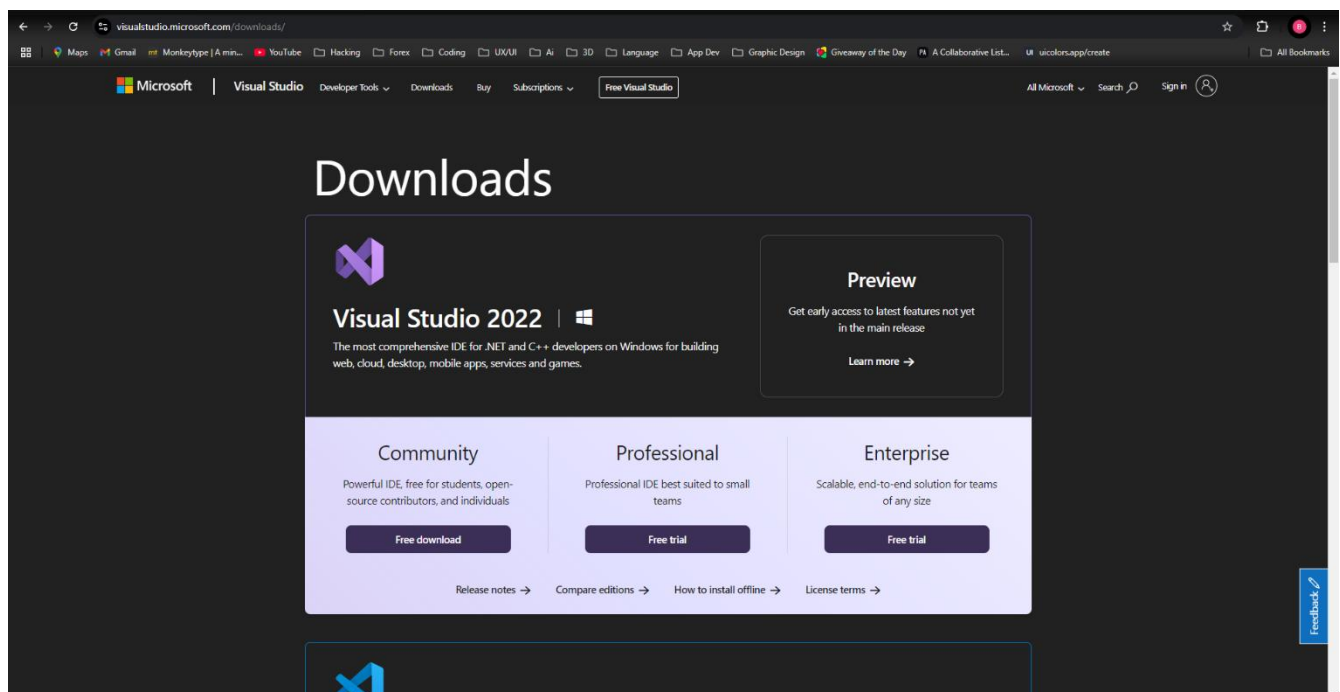 visualstudio.microsoft.com/downloads/
Maps Gmail Monkeytype | A min... YouTube Hacking Forex Coding UX/UI Ai 3D Language App Dev Graphic Design Giveaway of the Day A Collaborative List... uicolors.app/create All Bookmarks
Microsoft Visual Studio Developer Tools Downloads Buy Subscriptions Free Visual Studio All Microsoft Search Sign in
Downloads
Visual Studio 2022
The most comprehensive IDE for .NET and C++ developers on Windows for building
web, cloud, desktop, mobile apps, services and games.
Preview
Get early access to latest features not yet
in the main release
Learn more →
Community
Powerful IDE, free for students, open-
source contributors, and individuals
Free download
Professional
Professional IDE best suited to small
teams
Free trial
Enterprise
Scalable, end-to-end solution for teams
of any size
Free trial
Release notes → Compare editions → How to install offline → License terms →
Feedback